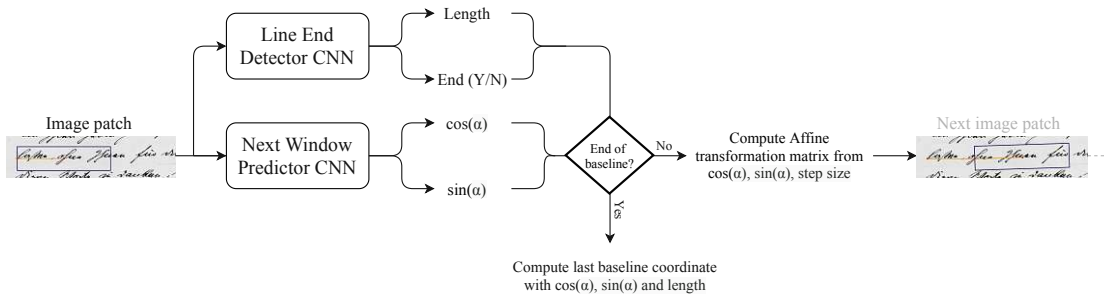 Image patch
Line End
Detector CNN
Length
End (Y/N)
Next Window
Predictor CNN
cos(α)
sin(α)
End of
baseline?
No
Yes
Compute Affine
transformation matrix from
cos(α), sin(α), step size
Next image patch
Compute last baseline coordinate
with cos(α), sin(α) and length